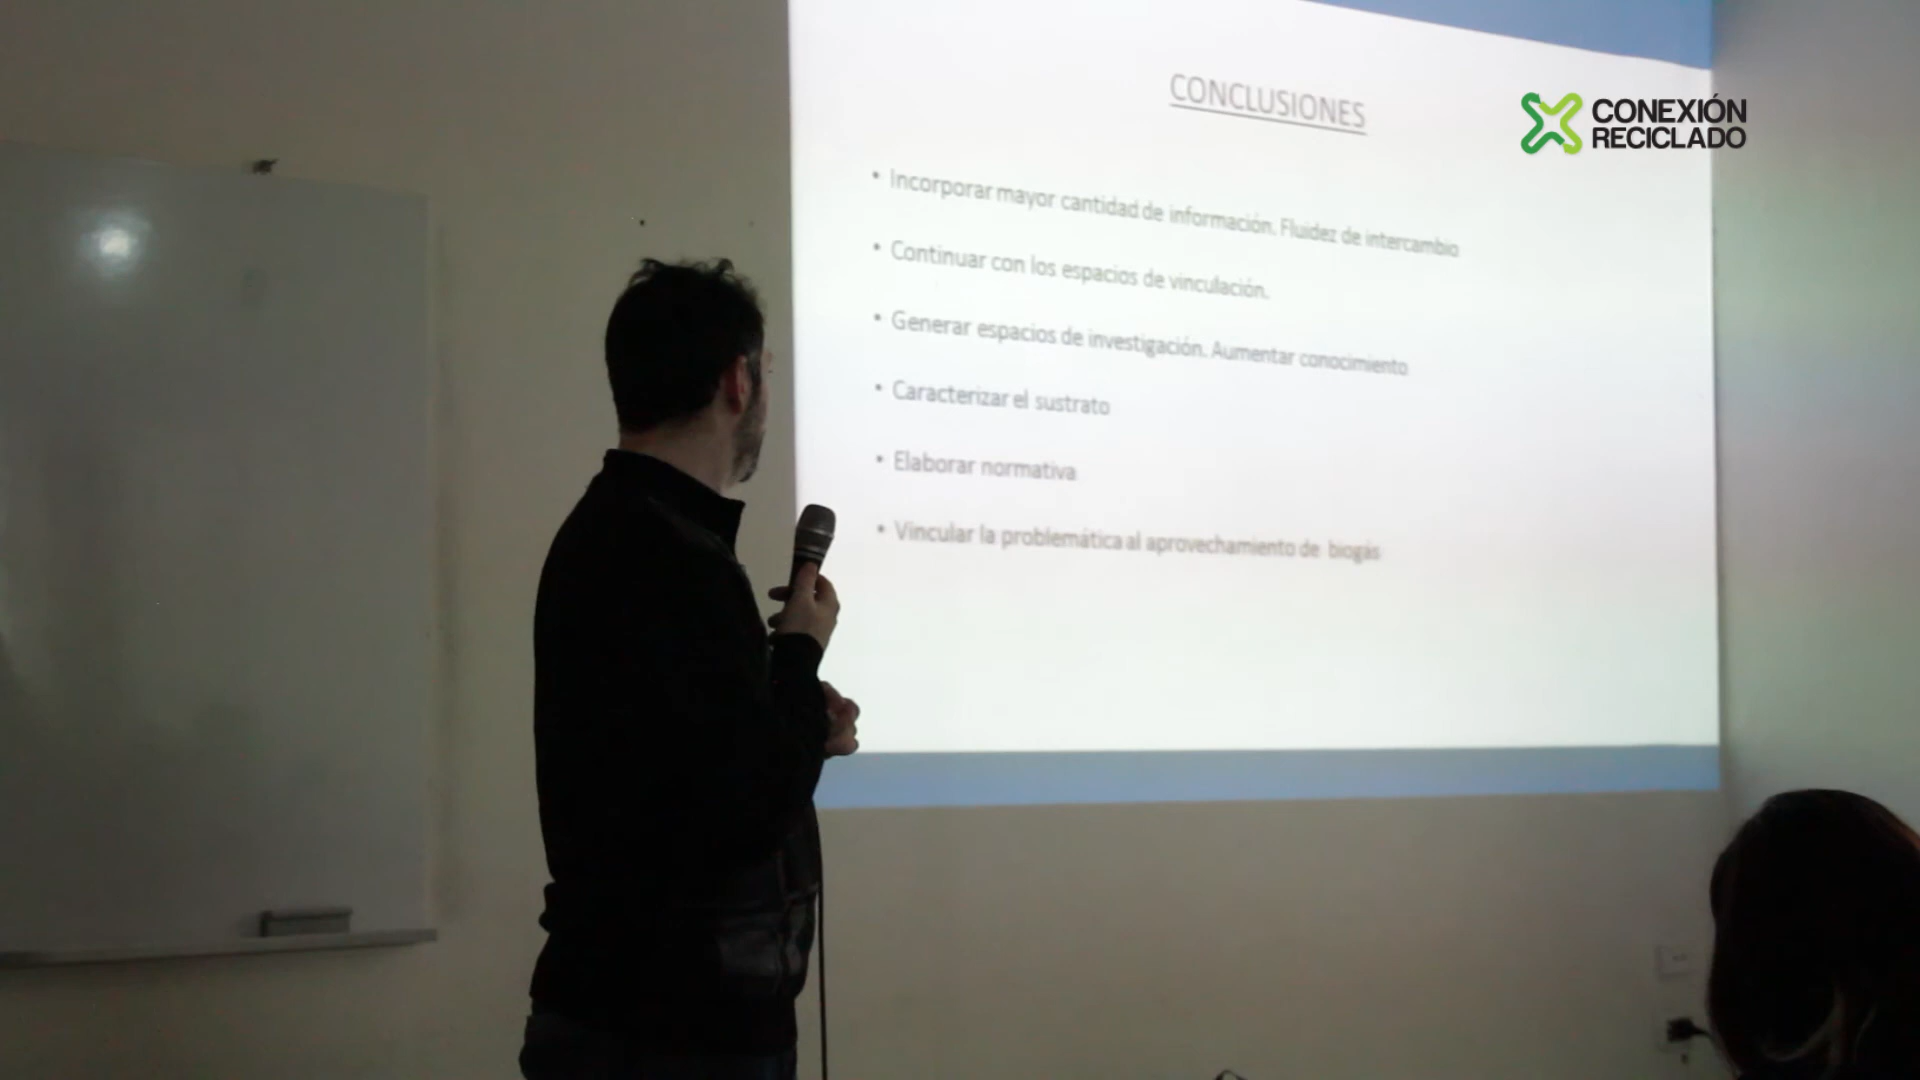 CONCLUSIONES
CONEXIÓN
RECICLADO
• Incorporar mayor cantidad de información. Fluidez de intercambio
• Continuar con los espacios de vinculación.
• Generar espacios de investigación. Aumentar conocimiento
• Caracterizar el sustrato
• Elaborar normativa
• Vincular la problemática al aprovechamiento de biogás